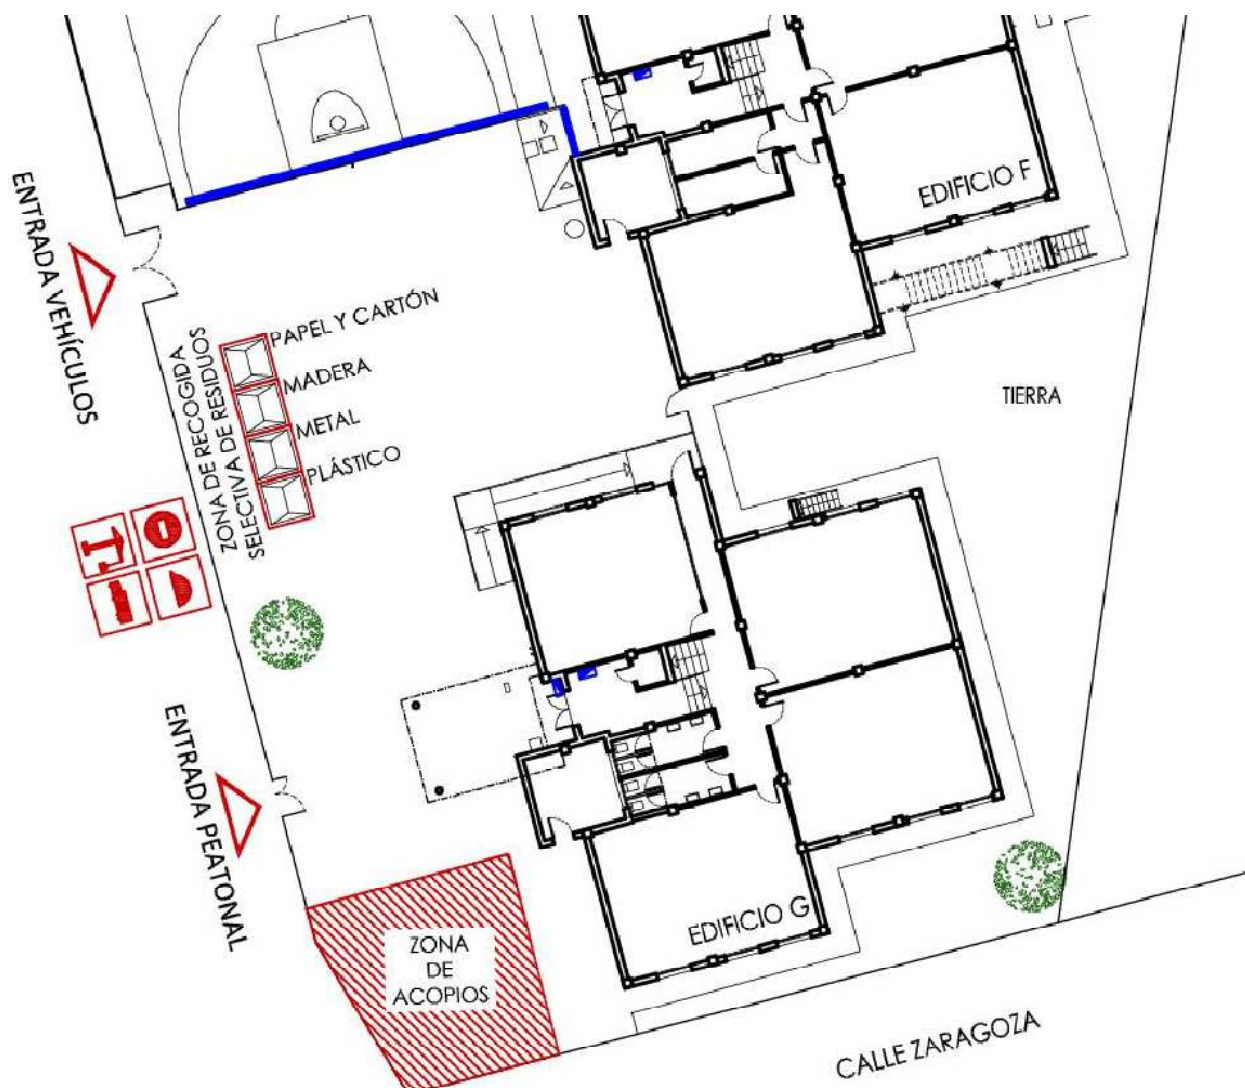 EDIFICIO F
ENTRADA VEHÍCULOS
PAPEL Y CARTÓN
MADERA
METAL
PLÁSTICO
ZONA DE RECOGIDA
SELECTIVA DE RESIDUOS
TIERRA
ENTRADA PEATONAL
EDIFICIO G
ZONA
DE
ACOPIOS
CALLE ZARAGOZA